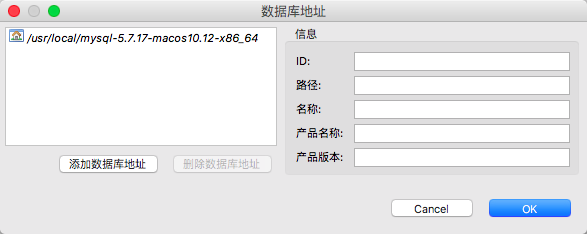 数据库地址
/usr/local/mysql-5.7.17-macos10.12-x86_64
添加数据库地址
删除数据库地址
信息
ID:
路径:
名称:
产品名称:
产品版本:
Cancel
OK